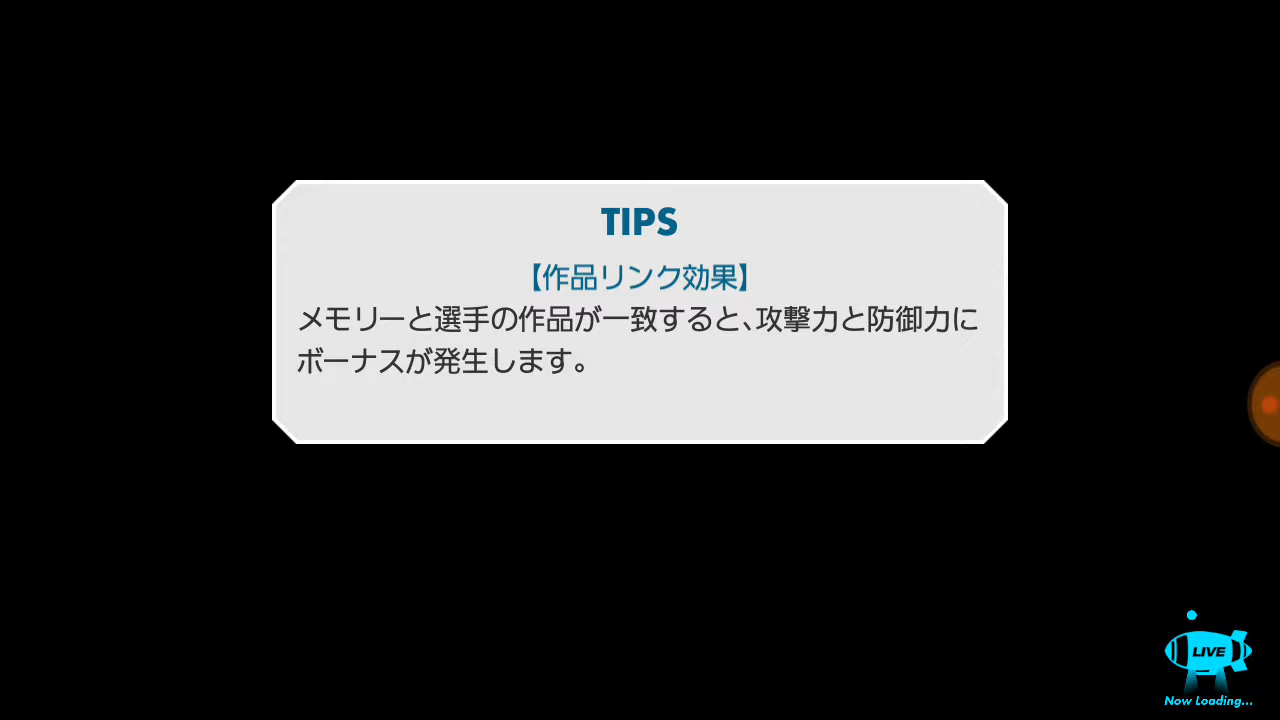 TIPS
【作品リンク効果】
メモリーと選手の作品が一致すると、攻撃力と防御力に
ボーナスが発生します。
LIVE
Now Loading...